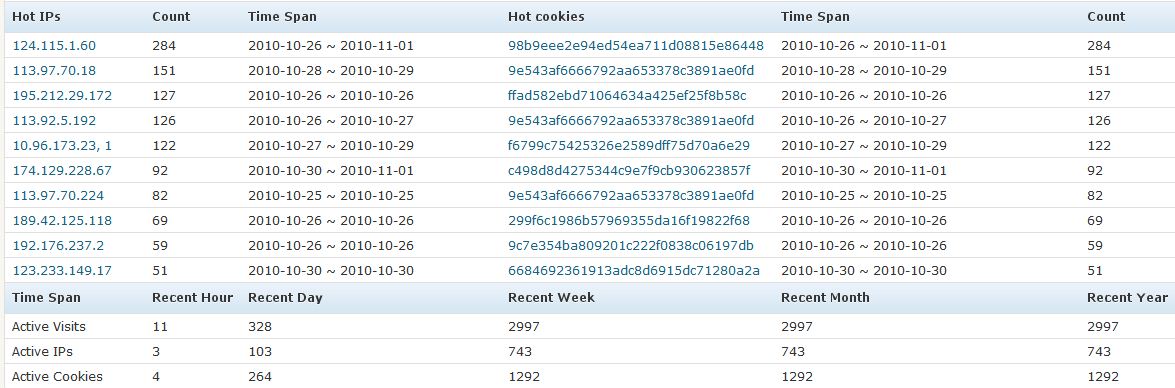 Hot IPs Count Time Span Hot cookies Time Span Count
124.115.1.60 284 2010-10-26 ~ 2010-11-01 98b9eee2e94ed54ea711d08815e86448 2010-10-26 ~ 2010-11-01 284
113.97.70.18 151 2010-10-28 ~ 2010-10-29 9e543af6666792aa653378c3891ae0fd 2010-10-28 ~ 2010-10-29 151
195.212.29.172 127 2010-10-26 ~ 2010-10-26 ffad582ebd71064634a425ef25f8b58c 2010-10-26 ~ 2010-10-26 127
113.92.5.192 126 2010-10-26 ~ 2010-10-27 9e543af6666792aa653378c3891ae0fd 2010-10-26 ~ 2010-10-27 126
10.96.173.23, 1 122 2010-10-27 ~ 2010-10-29 f6799c75425326e2589dff75d70a6e29 2010-10-27 ~ 2010-10-29 122
174.129.228.67 92 2010-10-30 ~ 2010-11-01 c498d8d4275344c9e7f9cb930623857f 2010-10-30 ~ 2010-11-01 92
113.97.70.224 82 2010-10-25 ~ 2010-10-25 9e543af6666792aa653378c3891ae0fd 2010-10-25 ~ 2010-10-25 82
189.42.125.118 69 2010-10-26 ~ 2010-10-26 299f6c1986b57969355da16f19822f68 2010-10-26 ~ 2010-10-26 69
192.176.237.2 59 2010-10-26 ~ 2010-10-26 9c7e354ba809201c222f0838c06197db 2010-10-26 ~ 2010-10-26 59
123.233.149.17 51 2010-10-30 ~ 2010-10-30 6684692361913adc8d6915dc71280a2a 2010-10-30 ~ 2010-10-30 51
Time Span Recent Hour Recent Day Recent Week Recent Month Recent Year
Active Visits 11 328 2997 2997 2997
Active IPs 3 103 743 743 743
Active Cookies 4 264 1292 1292 1292